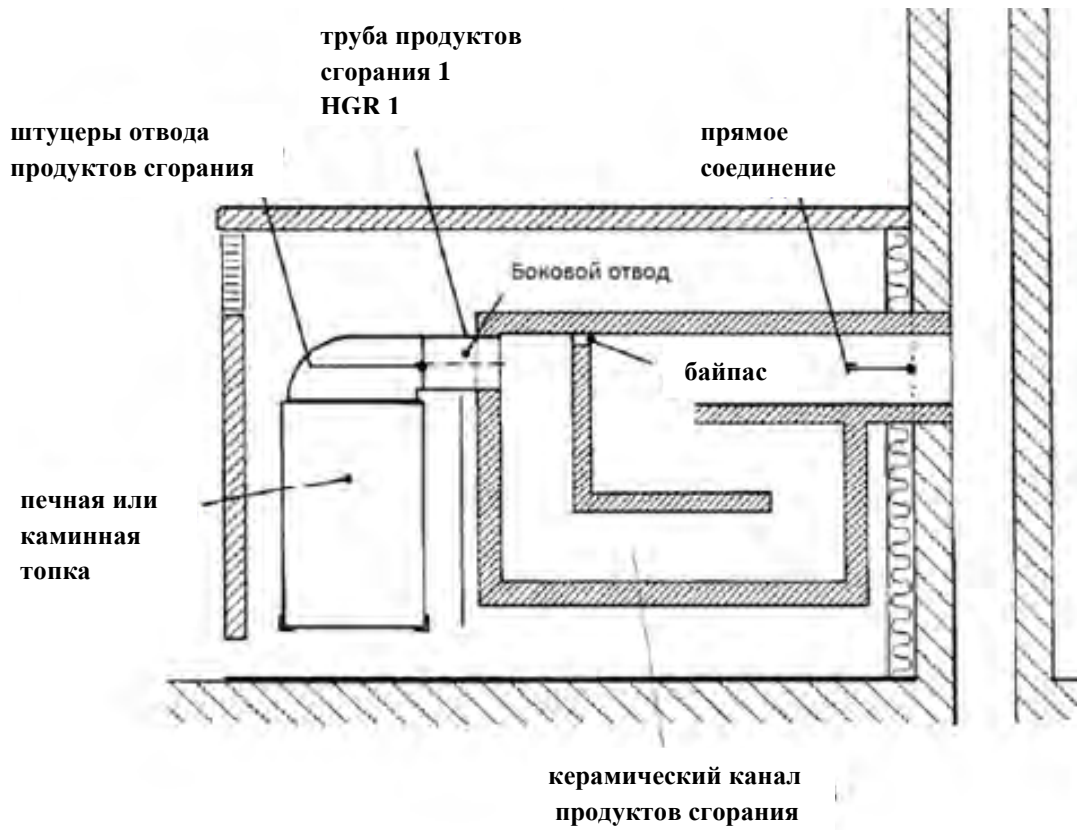 труба продуктов
сгорания 1
HGR 1
штуцеры отвода
продуктов сгорания
прямое
соединение
Боковой отвод
байпас
печная или
каминная
топка
керамический канал
продуктов сгорания